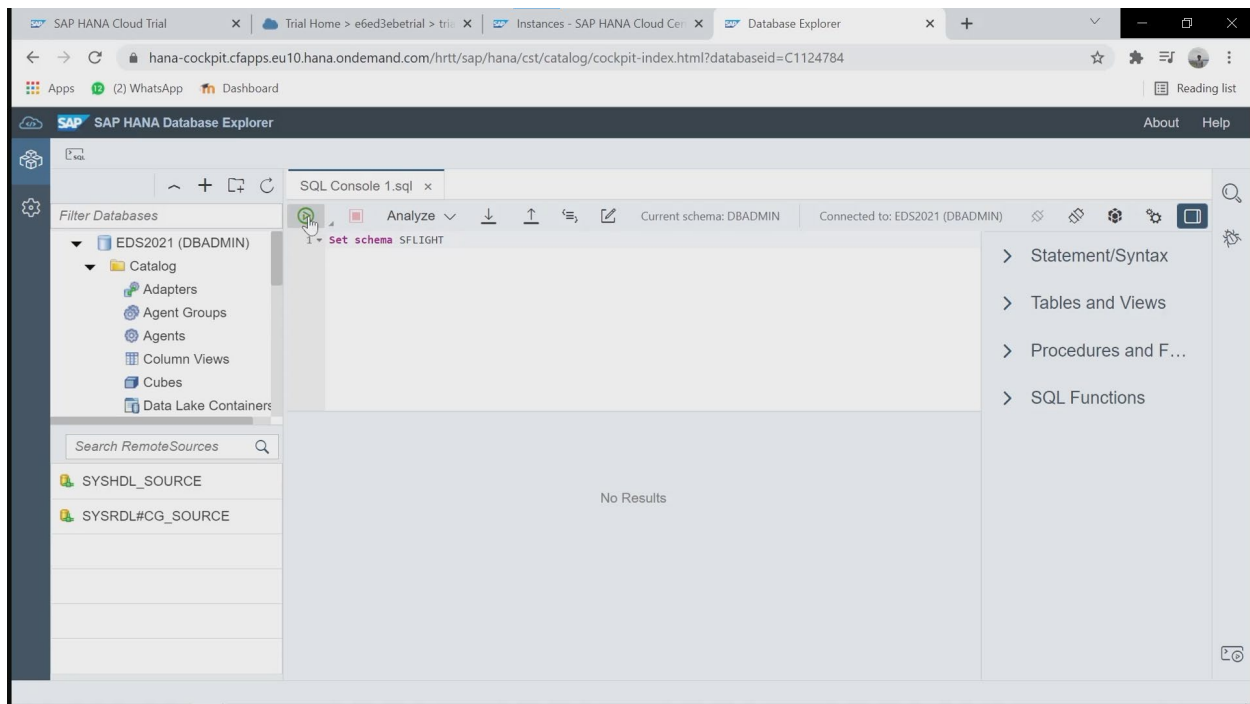 SAP HANA Cloud Trial
Trial Home > e6ed3ebetrial > tri
Instances - SAP HANA Cloud Cen
Database Explorer
hana-cockpit.cfapps.eu10.hana.ondemand.com/hrtt/sap/hana/cst/catalog/cockpit-index.html?databaseid=C1124784
Apps
(2) WhatsApp
Dashboard
Reading list
SAP SAP HANA Database Explorer
About
Help
SQL
SQL Console 1.sql
Filter Databases
Analyze
Current schema: DBADMIN
Connected to: EDS2021 (DBADMIN)
1 Set schema SFLIGHT
EDS2021 (DBADMIN)
Catalog
Adapters
Agent Groups
Agents
Column Views
Cubes
Data Lake Containers
Statement/Syntax
Tables and Views
Procedures and F...
SQL Functions
Search RemoteSources
SYSHDL_SOURCE
SYSRDL#CG_SOURCE
No Results